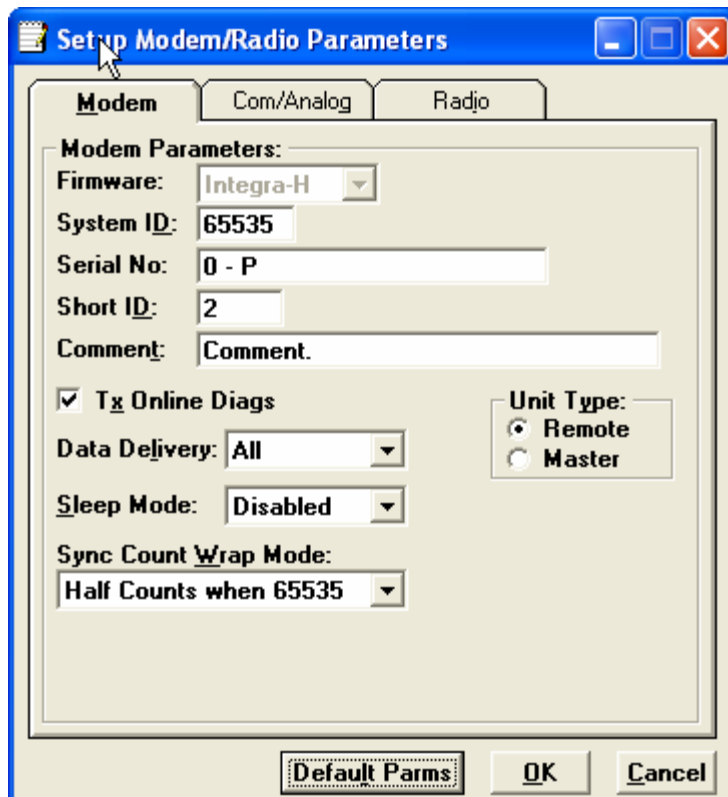 Setup Modem/Radio Parameters
Modem Com/Analog Radio
Modem Parameters:
Firmware: Integra-H
System ID: 65535
Serial No: 0 - P
Short ID: 2
Comment: Comment.
Tx Online Diags
Unit Type:
Remote
Master
Data Delivery: All
Sleep Mode: Disabled
Sync Count Wrap Mode:
Half Counts when 65535
Default Parms OK Cancel